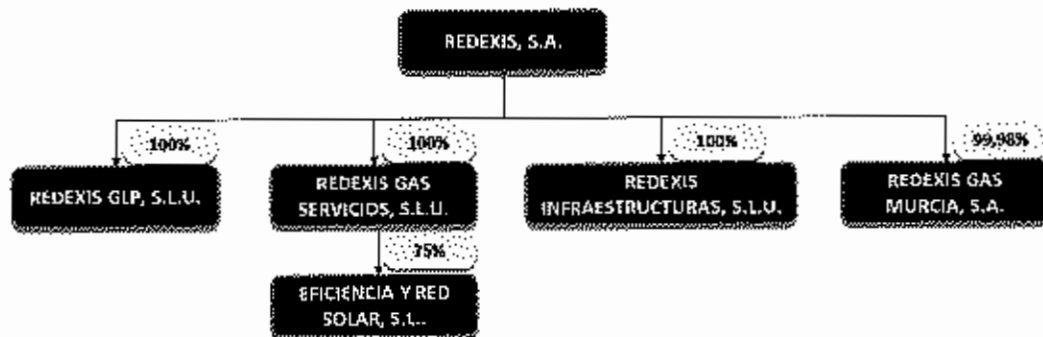 REDEXIS, S.A.
100%
100%
100%
99,98%
REDEXIS GLP, S.L.U.
REDEXIS GAS
SERVICIOS, S.L.U.
REDEXIS
INFRAESTRUCTURAS, S.L.U.
REDEXIS GAS
MURCIA, S.A.
75%
EFICIENCIA Y RED
SOLAR, S.L.